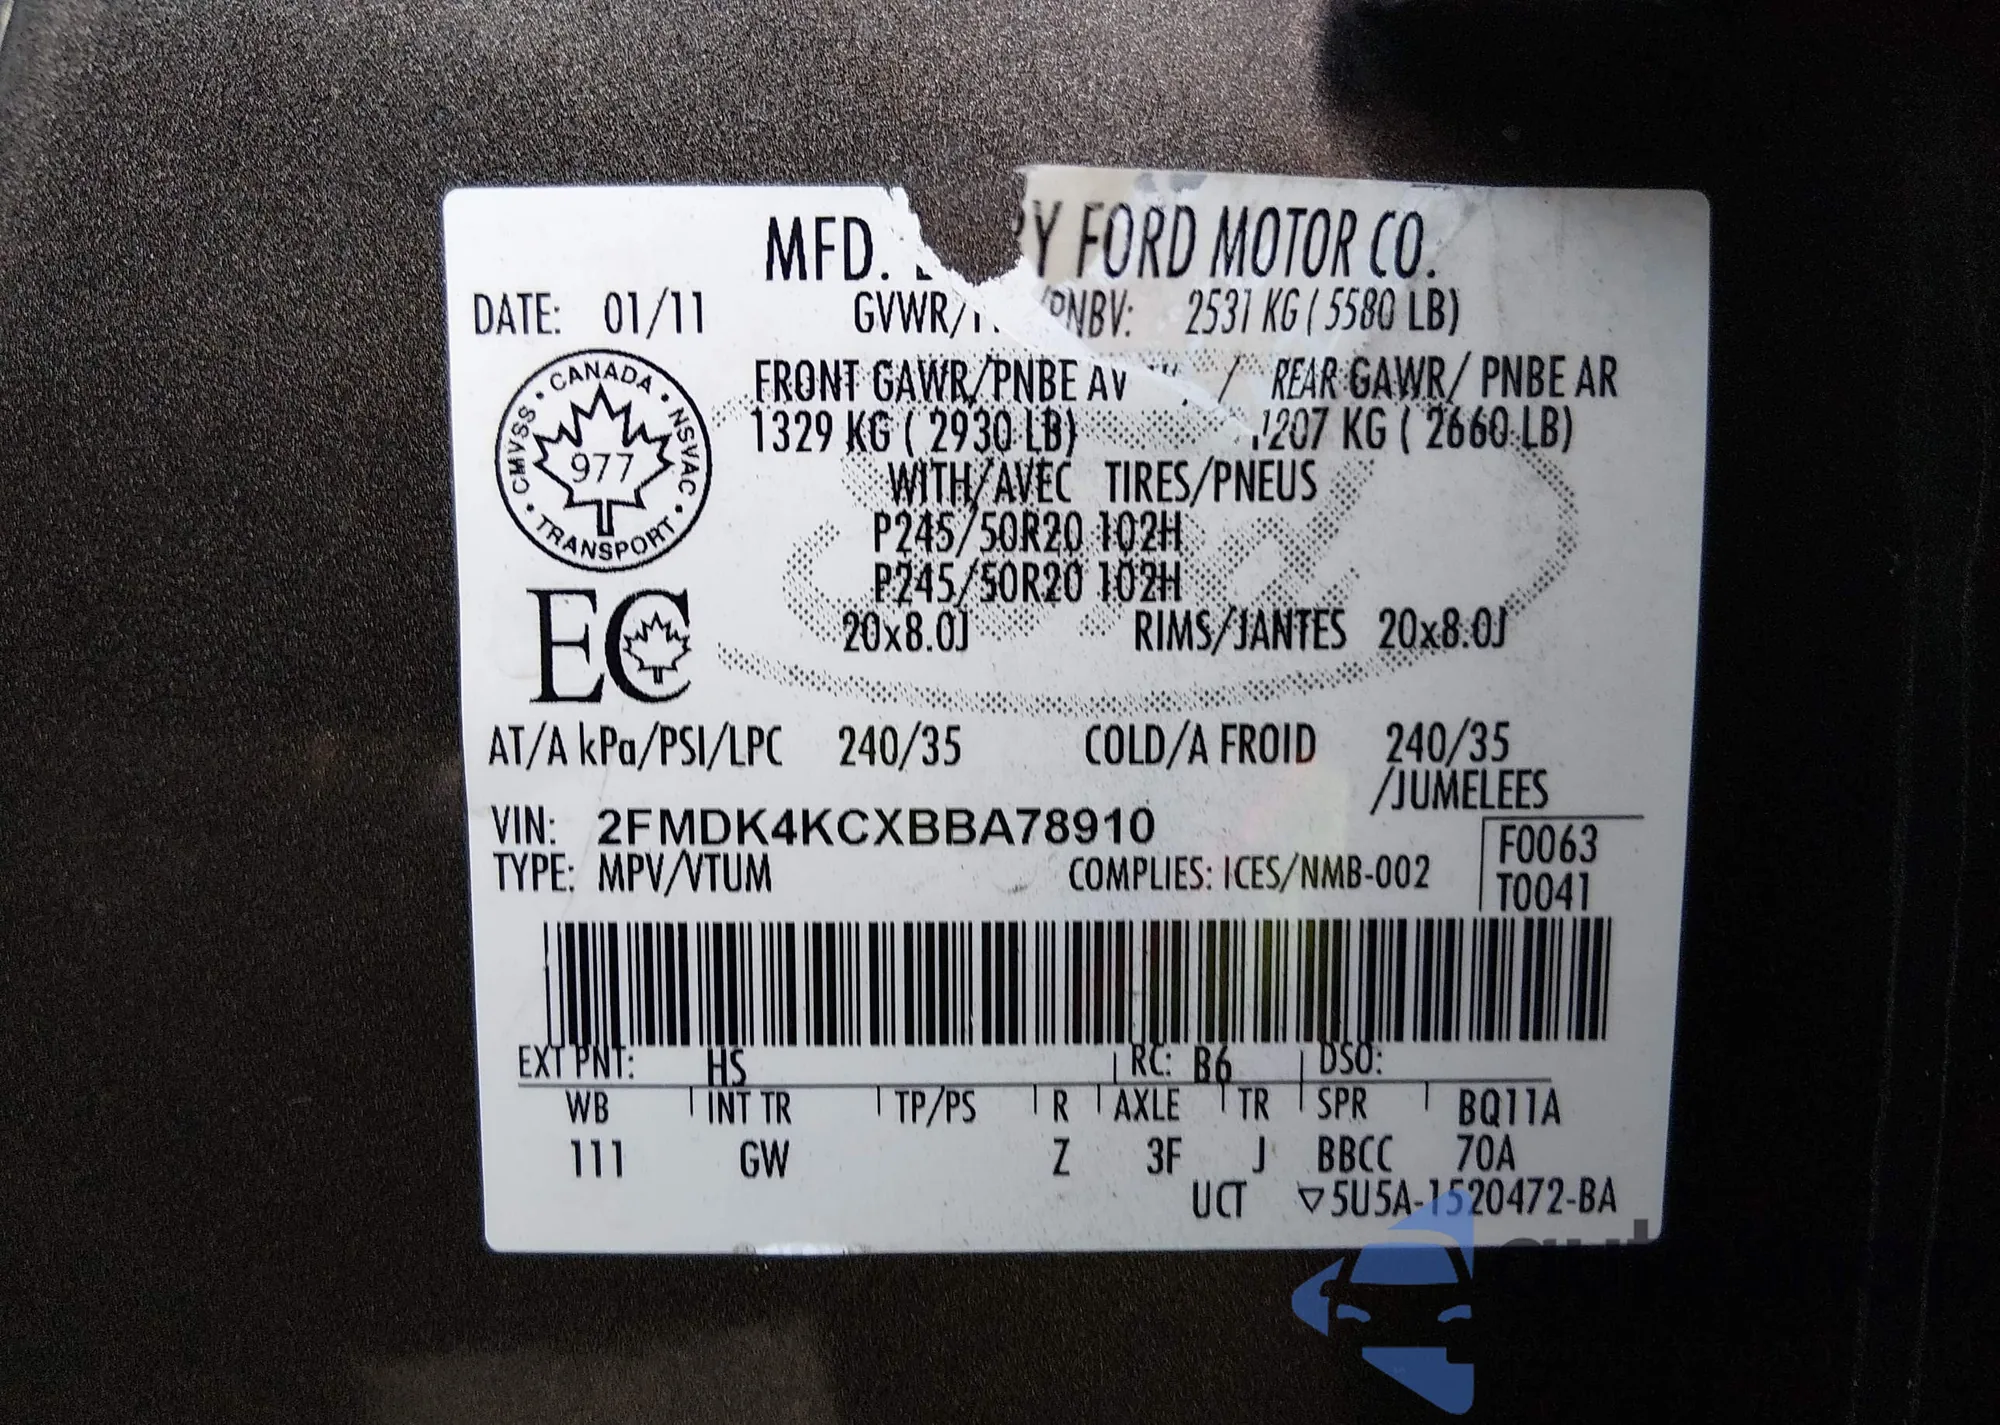 MFD. FORD MOTOR CO.
DATE: 01/11 GVWR/ /PNBV: 2531 KG ( 5580 LB)
FRONT GAWR/PNBE AV / REAR GAWR/ PNBE AR
1329 KG ( 2930 LB) 1207 KG ( 2660 LB)
WITH/AVEC TIRES/PNEUS
P245/50R20 102H
P245/50R20 102H
20x8.0J RIMS/JANTES 20x8.0J
CANADA
CMVSS
NSVAC
977
TRANSPORT
EC
AT/A kPa/PSI/LPC 240/35 COLD/A FROID 240/35
/JUMELEES
VIN: 2FMDK4KCXBBA78910
F0063
TYPE: MPV/VTUM COMPLIES: ICES/NMB-002
T0041
EXT PNT: HS RC: B6 DSO:
WB INT TR TP/PS R AXLE TR SPR BQ11A
111 GW Z 3F J BBCC 70A
UCT ▽5U5A-1520472-BA